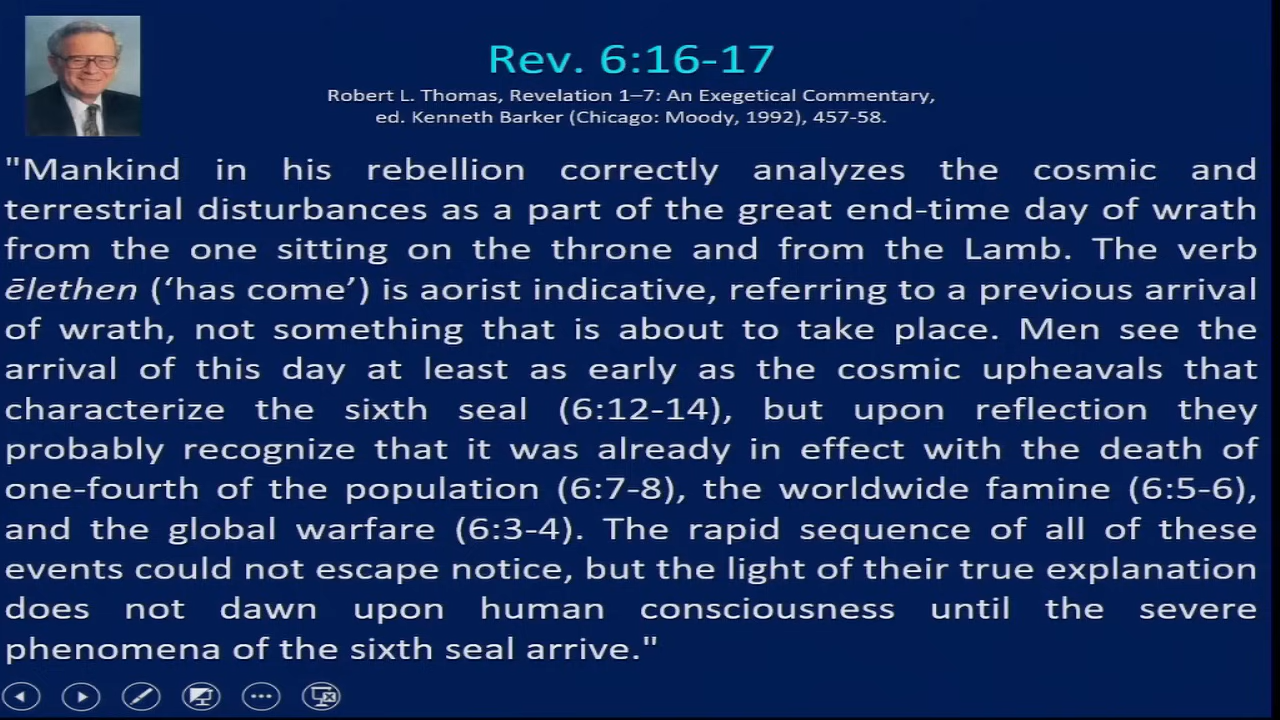 Rev. 6:16-17
Robert L. Thomas, Revelation 1–7: An Exegetical Commentary,
ed. Kenneth Barker (Chicago: Moody, 1992), 457-58.
"Mankind in his rebellion correctly analyzes the cosmic and
terrestrial disturbances as a part of the great end-time day of wrath
from the one sitting on the throne and from the Lamb. The verb
ēlethen (‘has come’) is aorist indicative, referring to a previous arrival
of wrath, not something that is about to take place. Men see the
arrival of this day at least as early as the cosmic upheavals that
characterize the sixth seal (6:12-14), but upon reflection they
probably recognize that it was already in effect with the death of
one-fourth of the population (6:7-8), the worldwide famine (6:5-6),
and the global warfare (6:3-4). The rapid sequence of all of these
events could not escape notice, but the light of their true explanation
does not dawn upon human consciousness until the severe
phenomena of the sixth seal arrive."